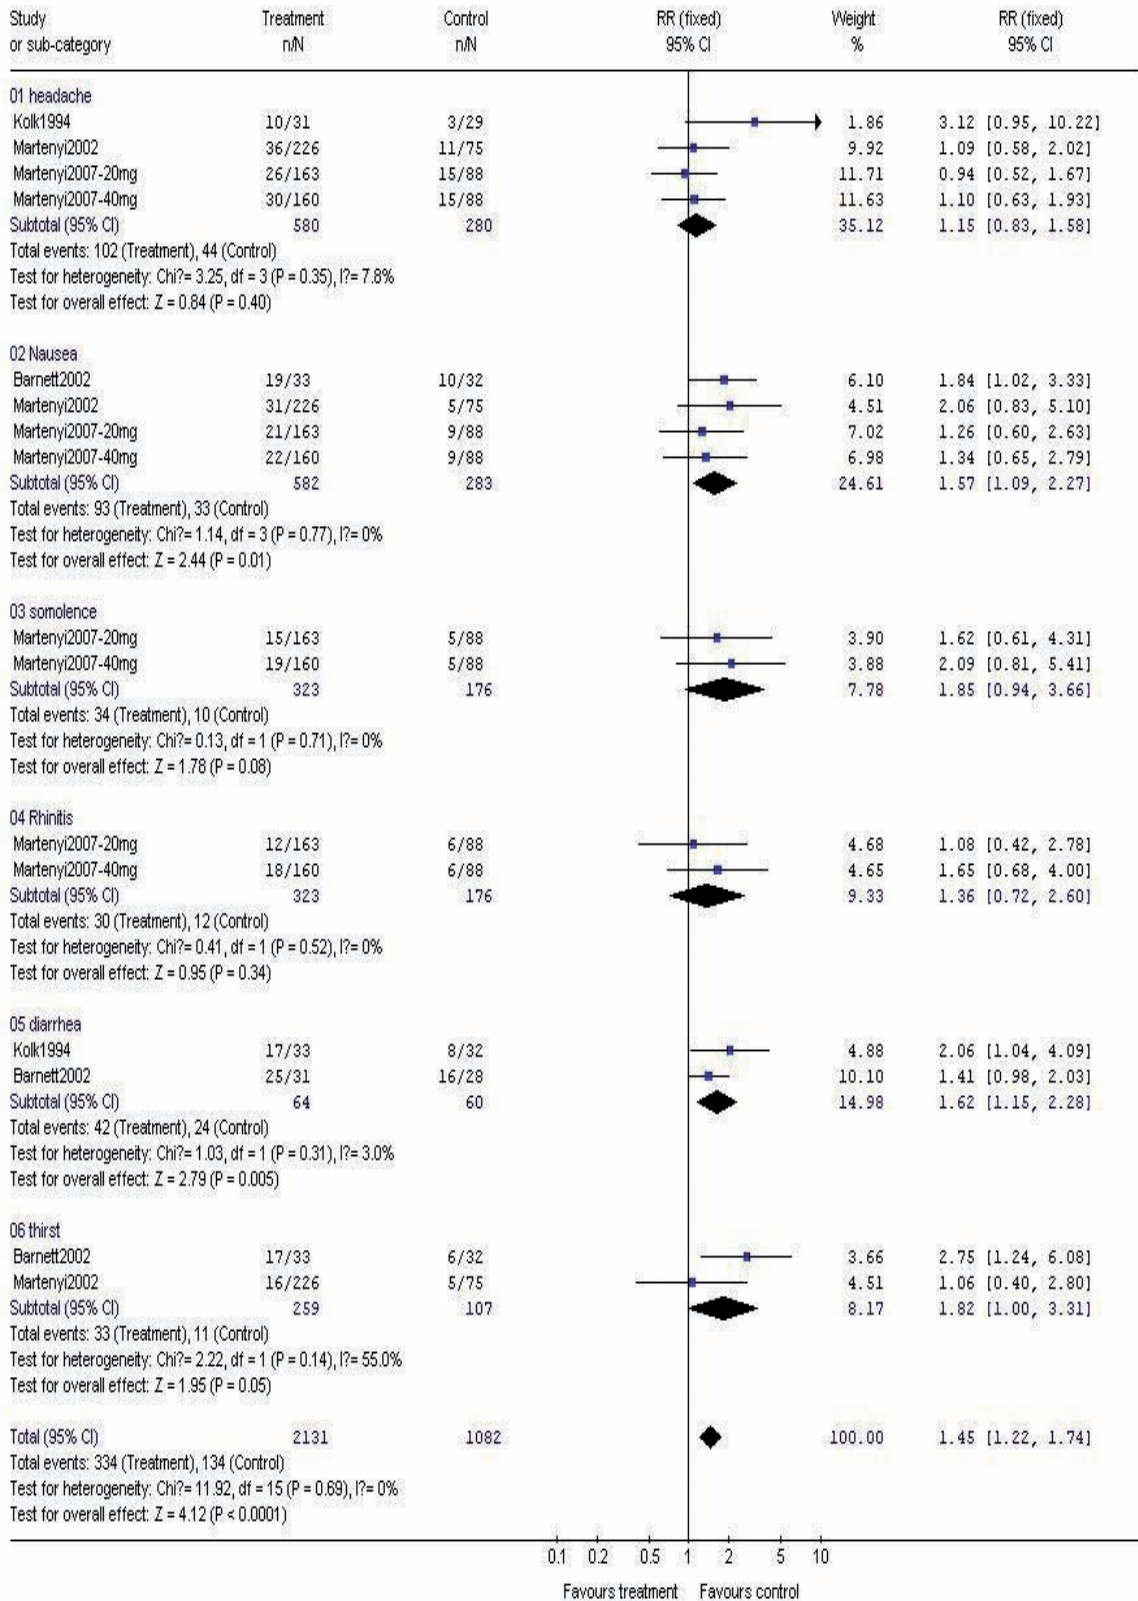 Study Treatment Control RR (fixed) Weight RR (fixed)
or sub-category n/N n/N 95% CI % 95% CI
01 headache
Kolk1994 10/31 3/29 1.86 3.12 [0.95, 10.22]
Martenyi2002 36/226 11/75 9.92 1.09 [0.58, 2.02]
Martenyi2007-20mg 26/163 15/88 11.71 0.94 [0.52, 1.67]
Martenyi2007-40mg 30/160 15/88 11.63 1.10 [0.63, 1.93]
Subtotal (95% CI) 580 280 35.12 1.15 [0.83, 1.58]
Total events: 102 (Treatment), 44 (Control)
Test for heterogeneity: Chi?= 3.25, df = 3 (P = 0.35), I?= 7.8%
Test for overall effect: Z = 0.84 (P = 0.40)
02 Nausea
Barnett2002 19/33 10/32 6.10 1.84 [1.02, 3.33]
Martenyi2002 31/226 5/75 4.51 2.06 [0.83, 5.10]
Martenyi2007-20mg 21/163 9/88 7.02 1.26 [0.60, 2.63]
Martenyi2007-40mg 22/160 9/88 6.98 1.34 [0.65, 2.79]
Subtotal (95% CI) 582 283 24.61 1.57 [1.09, 2.27]
Total events: 93 (Treatment), 33 (Control)
Test for heterogeneity: Chi?= 1.14, df = 3 (P = 0.77), I?= 0%
Test for overall effect: Z = 2.44 (P = 0.01)
03 somolence
Martenyi2007-20mg 15/163 5/88 3.90 1.62 [0.61, 4.31]
Martenyi2007-40mg 19/160 5/88 3.88 2.09 [0.81, 5.41]
Subtotal (95% CI) 323 176 7.78 1.85 [0.94, 3.66]
Total events: 34 (Treatment), 10 (Control)
Test for heterogeneity: Chi?= 0.13, df = 1 (P = 0.71), I?= 0%
Test for overall effect: Z = 1.78 (P = 0.08)
04 Rhinitis
Martenyi2007-20mg 12/163 6/88 4.68 1.08 [0.42, 2.78]
Martenyi2007-40mg 18/160 6/88 4.65 1.65 [0.68, 4.00]
Subtotal (95% CI) 323 176 9.33 1.36 [0.72, 2.60]
Total events: 30 (Treatment), 12 (Control)
Test for heterogeneity: Chi?= 0.41, df = 1 (P = 0.52), I?= 0%
Test for overall effect: Z = 0.95 (P = 0.34)
05 diarrhea
Kolk1994 17/33 8/32 4.88 2.06 [1.04, 4.09]
Barnett2002 25/31 16/28 10.10 1.41 [0.98, 2.03]
Subtotal (95% CI) 64 60 14.98 1.62 [1.15, 2.28]
Total events: 42 (Treatment), 24 (Control)
Test for heterogeneity: Chi?= 1.03, df = 1 (P = 0.31), I?= 3.0%
Test for overall effect: Z = 2.79 (P = 0.005)
06 thirst
Barnett2002 17/33 6/32 3.66 2.75 [1.24, 6.08]
Martenyi2002 16/226 5/75 4.51 1.06 [0.40, 2.80]
Subtotal (95% CI) 259 107 8.17 1.82 [1.00, 3.31]
Total events: 33 (Treatment), 11 (Control)
Test for heterogeneity: Chi?= 2.22, df = 1 (P = 0.14), I?= 55.0%
Test for overall effect: Z = 1.95 (P = 0.05)
Total (95% CI) 2131 1082 100.00 1.45 [1.22, 1.74]
Total events: 334 (Treatment), 134 (Control)
Test for heterogeneity: Chi?= 11.92, df = 15 (P = 0.69), I?= 0%
Test for overall effect: Z = 4.12 (P < 0.0001)
0.1 0.2 0.5 1 2 5 10
Favours treatment Favours control